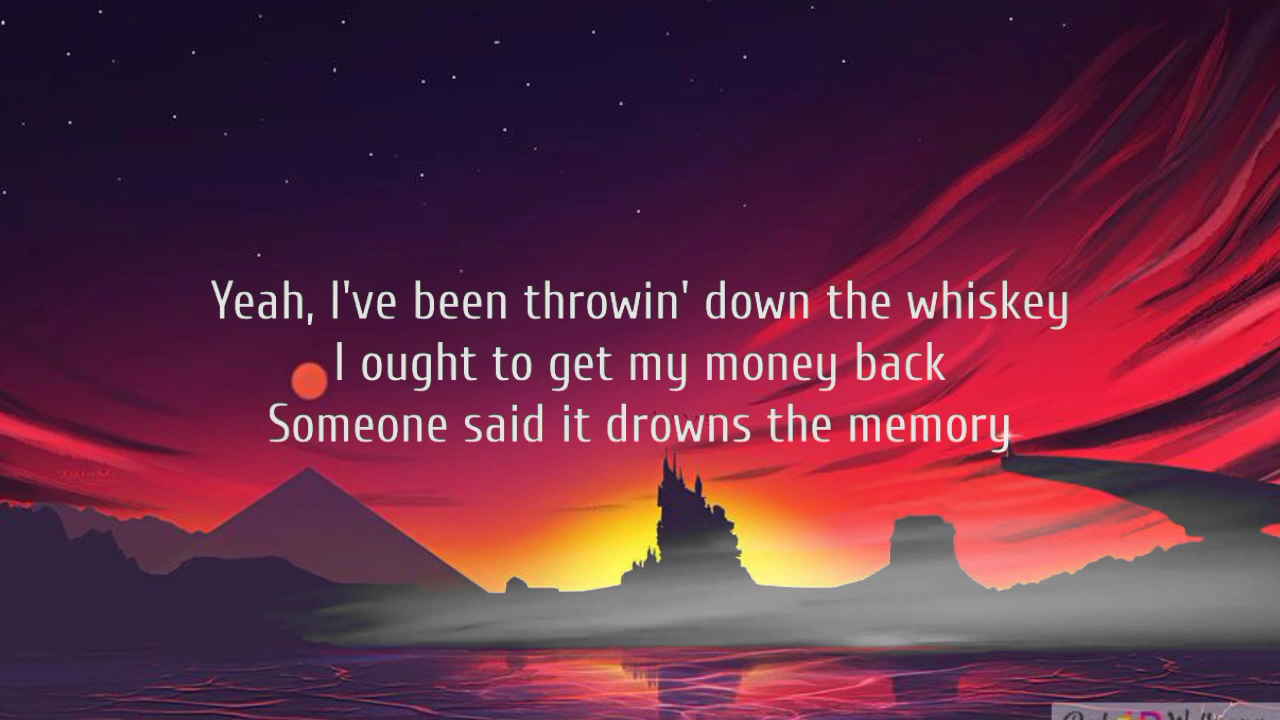 Yeah, I've been throwin' down the whiskey
I ought to get my money back
Someone said it drowns the memory